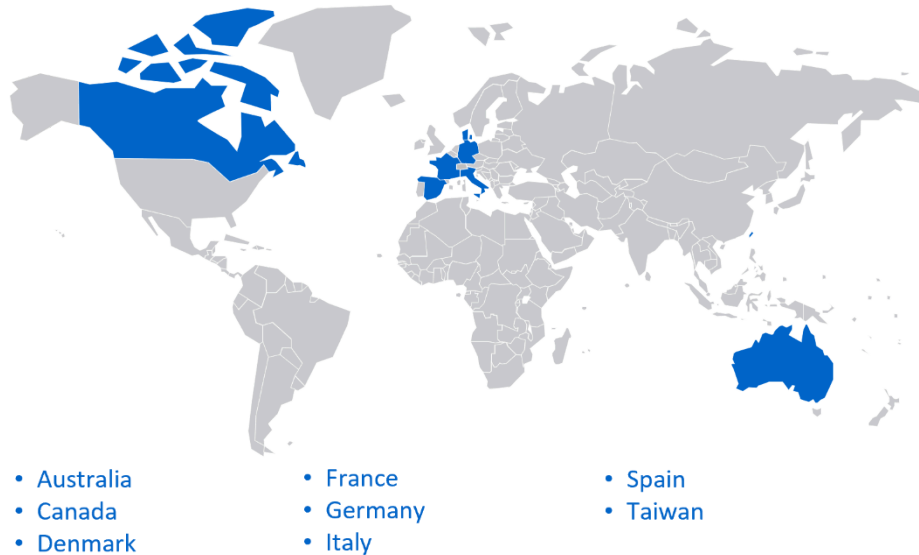 • Australia
• Canada
• Denmark
• France
• Germany
• Italy
• Spain
• Taiwan